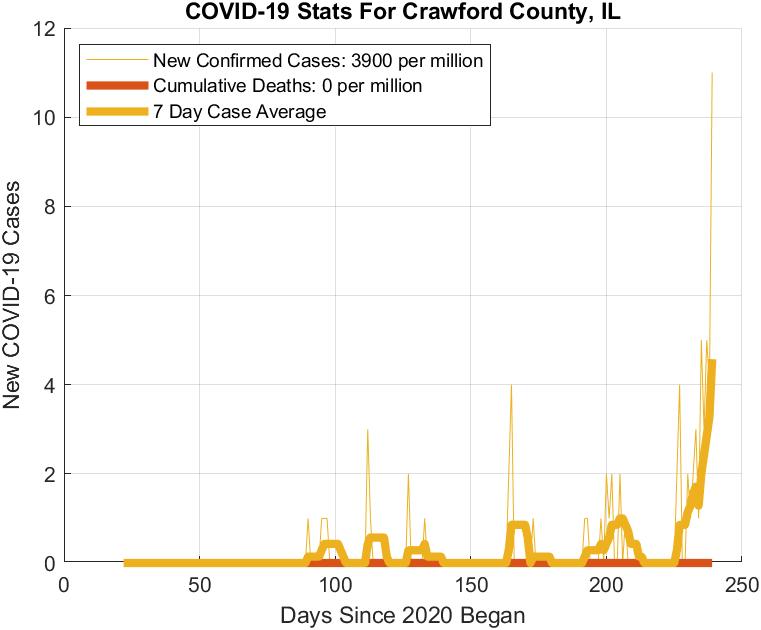 COVID-19 Stats For Crawford County, IL
New Confirmed Cases: 3900 per million
Cumulative Deaths: 0 per million
7 Day Case Average
12
10
8
6
4
2
0
New COVID-19 Cases
0 50 100 150 200 250
Days Since 2020 Began